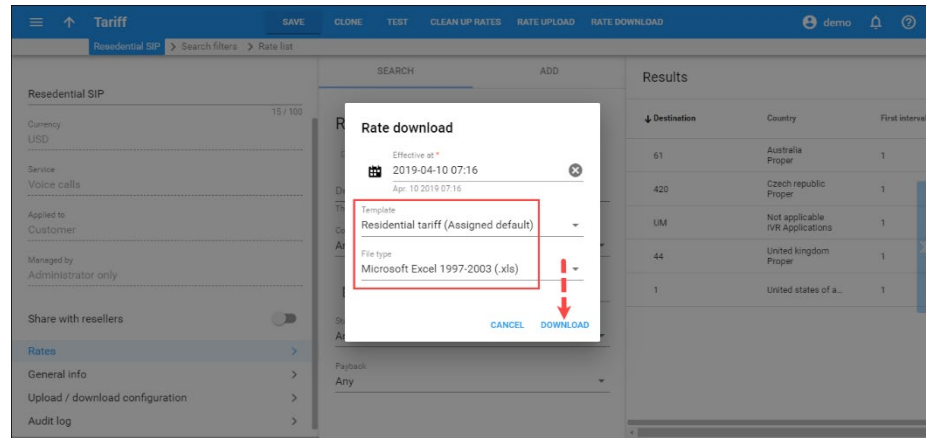 Tariff
SAVE CLONE TEST CLEAN UP RATES RATE UPLOAD RATE DOWNLOAD
demo
Resedential SIP > Search filters > Rate list
Resedential SIP
15 / 100
Currency
USD
Service
Voice calls
Applied to
Customer
Managed by
Administrator only
Share with resellers
Rates
General info
Upload / download configuration
Audit log
SEARCH ADD
Rate download
Effective at *
2019-04-10 07:16
Apr. 10 2019 07:16
Template
Residential tariff (Assigned default)
File type
Microsoft Excel 1997-2003 (.xls)
CANCEL DOWNLOAD
Payback
Any
Results
Destination Country First interval
61 Australia Proper 1
420 Czech republic Proper 1
UM Not applicable IVR Applications 1
44 United kingdom Proper 1
1 United states of a... 1